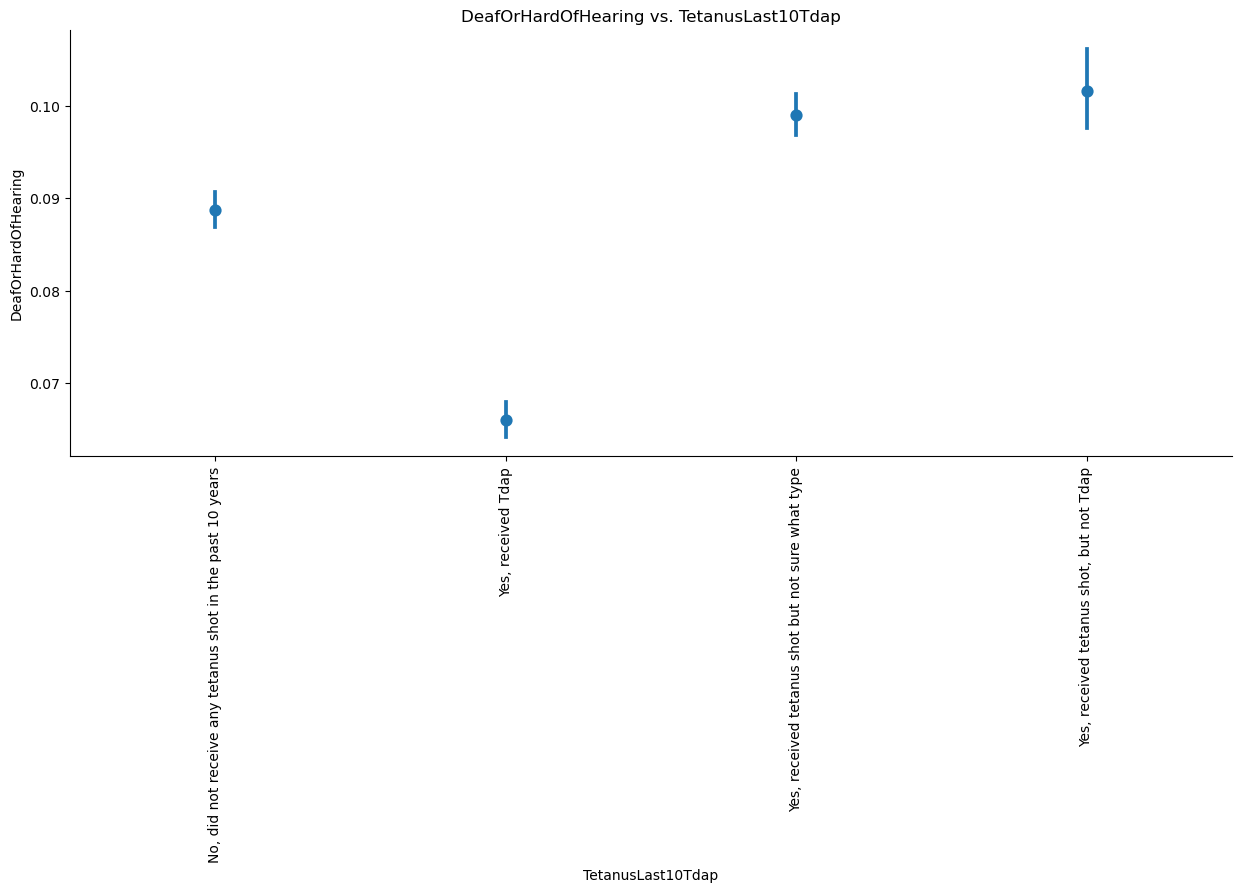 DeafOrHardOfHearing vs. TetanusLast10Tdap
DeafOrHardOfHearing
0.10
0.09
0.08
0.07
No, did not receive any tetanus shot in the past 10 years
Yes, received Tdap
Yes, received tetanus shot but not sure what type
Yes, received tetanus shot, but not Tdap
TetanusLast10Tdap